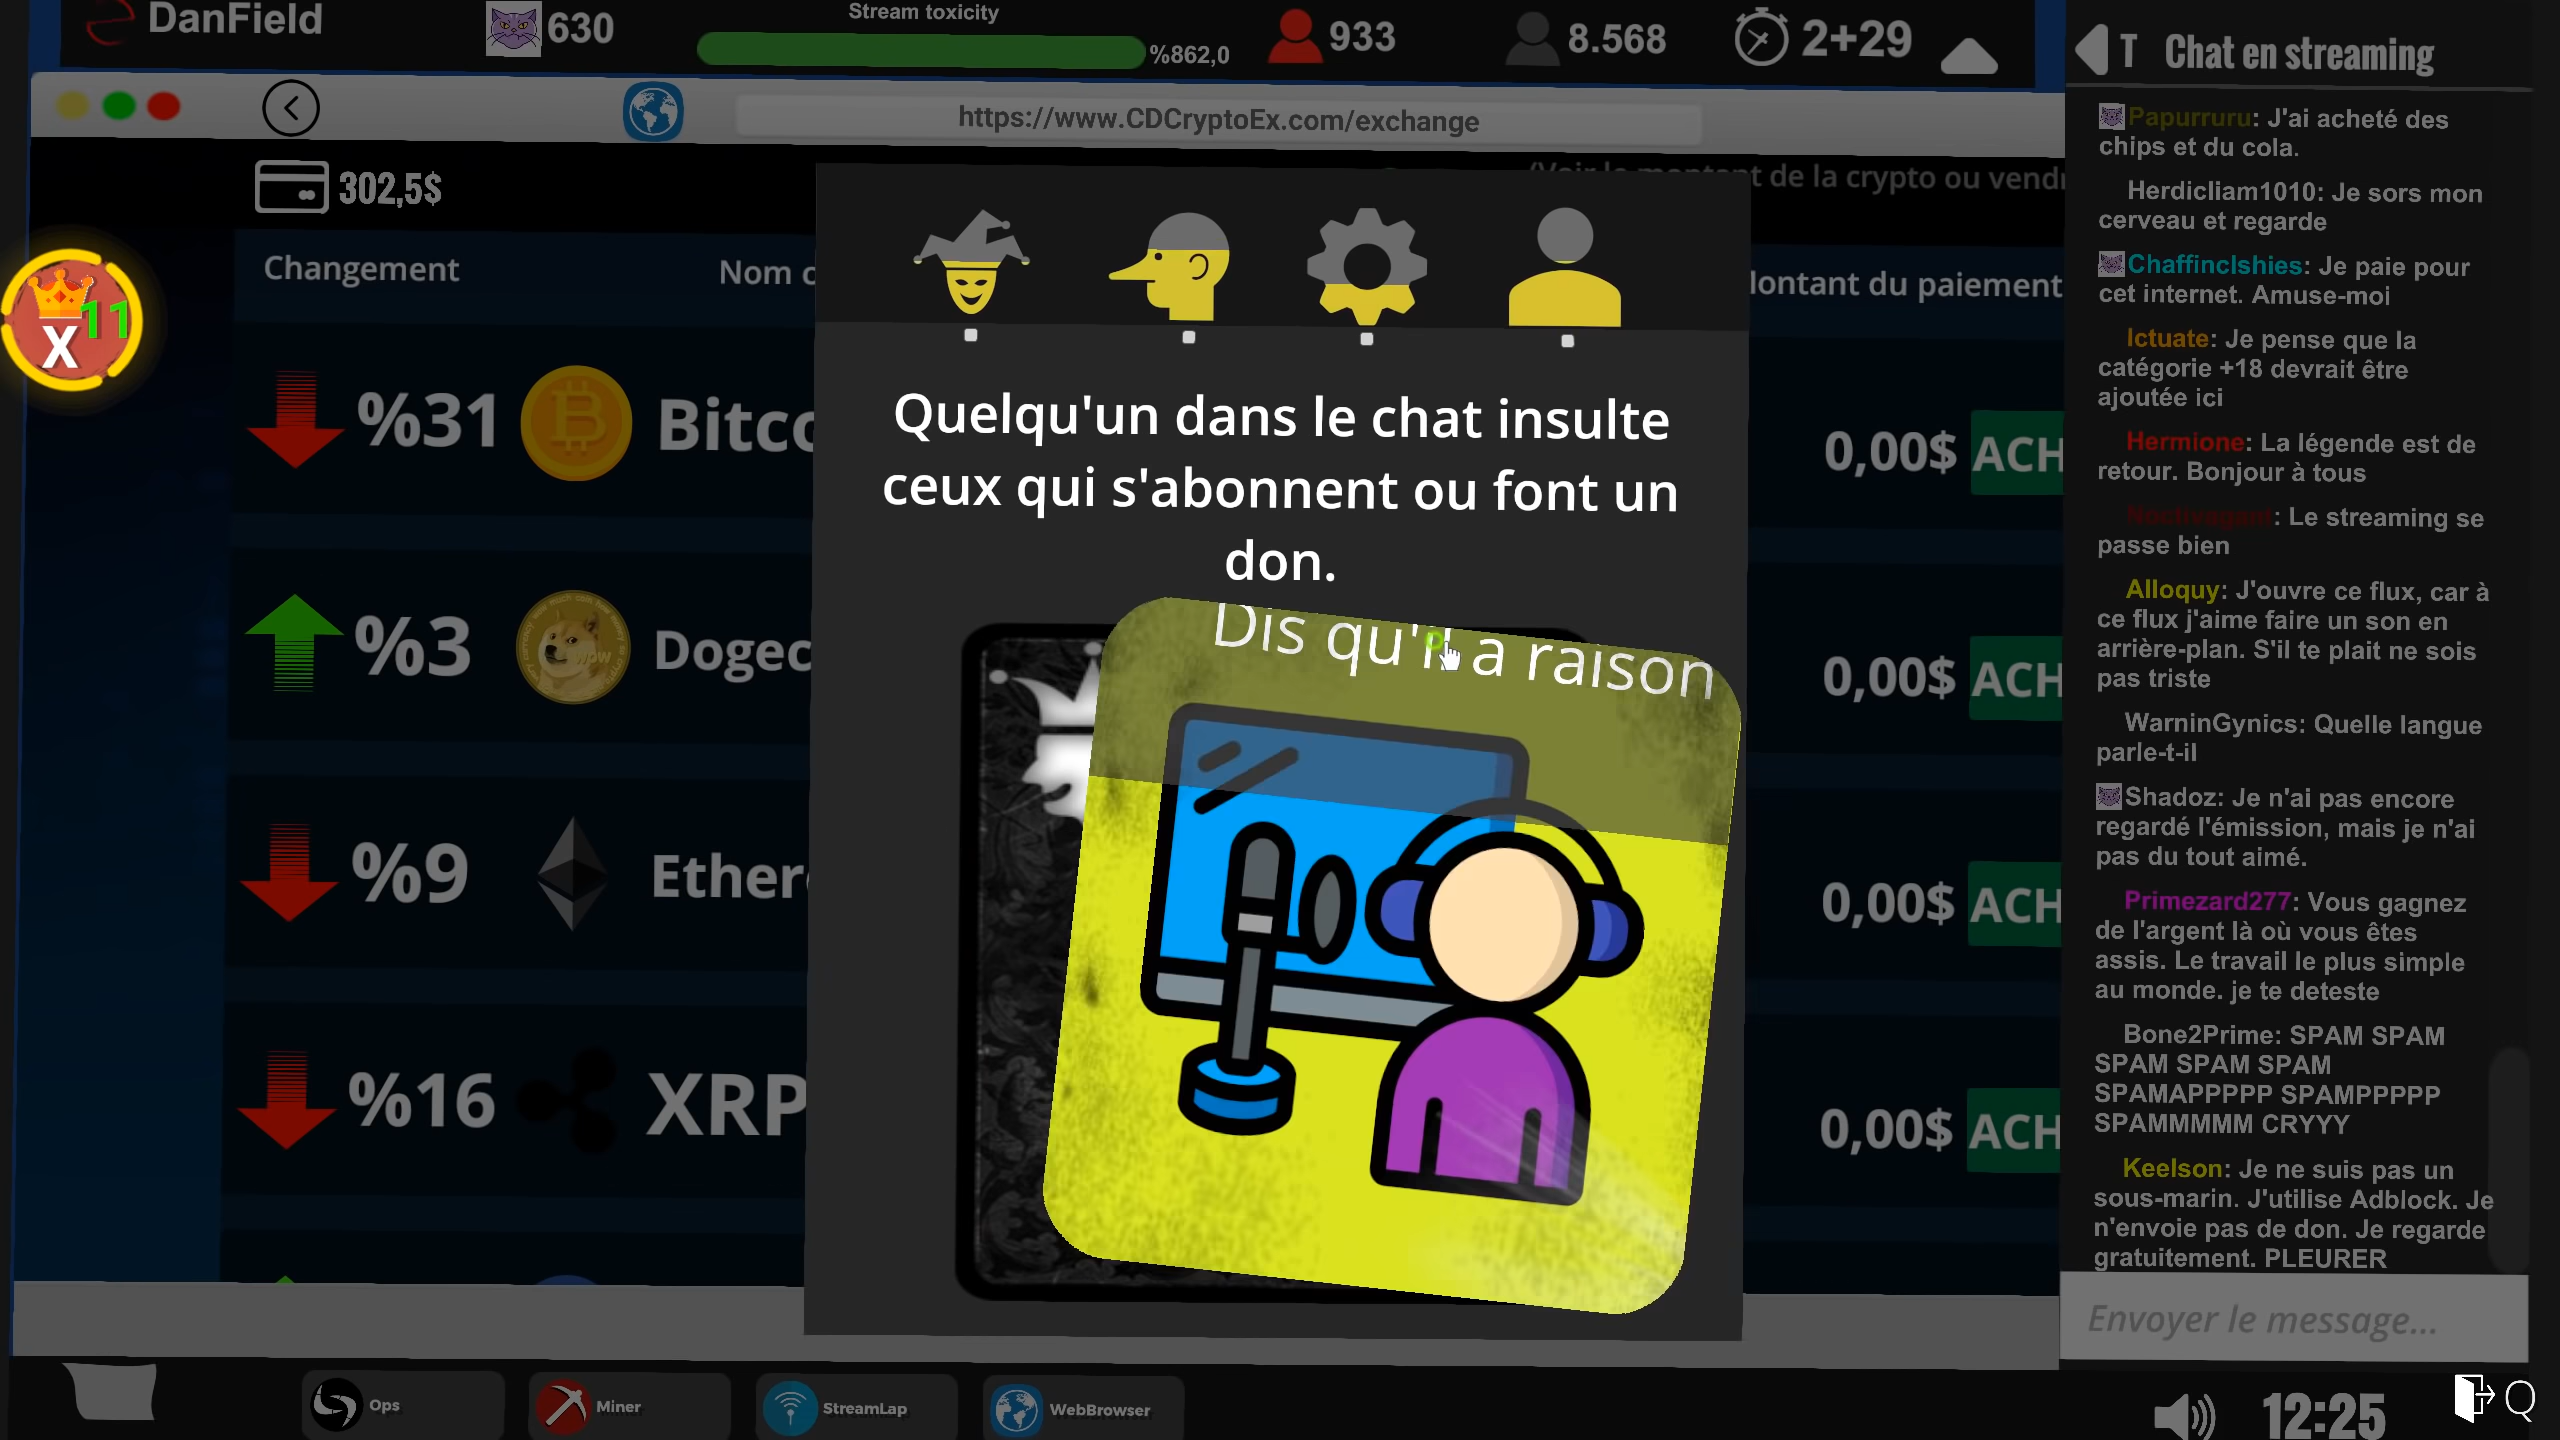 DanField
630
Stream toxicity
%862,0
933
8.568
2+29
https://www.CDCryptoEx.com/exchange
302,5$
t de la crypto ou vendr
Changement
Nom c
lontant du paiement
X
11
%31
Bitco
0,00$
ACH
%3
Dogec
0,00$
ACH
%9
Ether
0,00$
ACH
%16
XRP
0,00$
ACH
Quelqu'un dans le chat insulte
ceux qui s'abonnent ou font un
don.
Dis qu'il a raison
T Chat en streaming
Papurruru: J'ai acheté des
chips et du cola.
Herdicliam1010: Je sors mon
cerveau et regarde
Chaffinclshies: Je paie pour
cet internet. Amuse-moi
Ictuate: Je pense que la
catégorie +18 devrait être
ajoutée ici
Hermione: La légende est de
retour. Bonjour à tous
Noctivagant: Le streaming se
passe bien
Alloquy: J'ouvre ce flux, car à
ce flux j'aime faire un son en
arrière-plan. S'il te plait ne sois
pas triste
WarninGynics: Quelle langue
parle-t-il
Shadoz: Je n'ai pas encore
regardé l'émission, mais je n'ai
pas du tout aimé.
Primezard277: Vous gagnez
de l'argent là où vous êtes
assis. Le travail le plus simple
au monde. je te deteste
Bone2Prime: SPAM SPAM
SPAM SPAM SPAM
SPAMAPPPPP SPAMPPPPP
SPAMMMMM CRYYY
Keelson: Je ne suis pas un
sous-marin. J'utilise Adblock. Je
n'envoie pas de don. Je regarde
gratuitement. PLEURER
Envoyer le message...
Ops
Miner
StreamLap
WebBrowser
12:25
Q